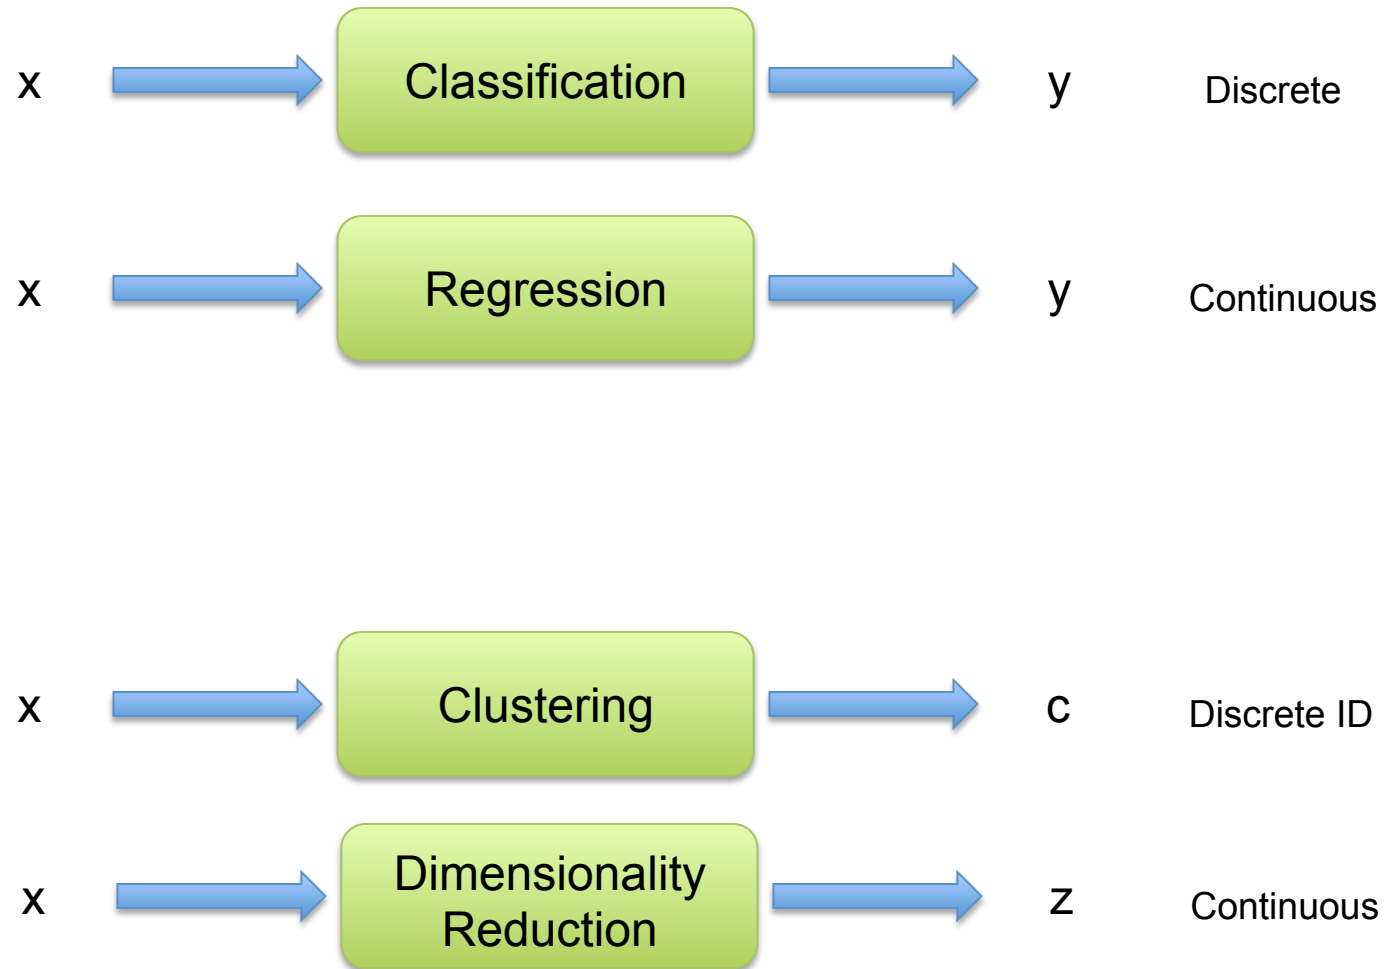 x Classification y Discrete
x Regression y Continuous
x Clustering c Discrete ID
x Dimensionality
Reduction z Continuous